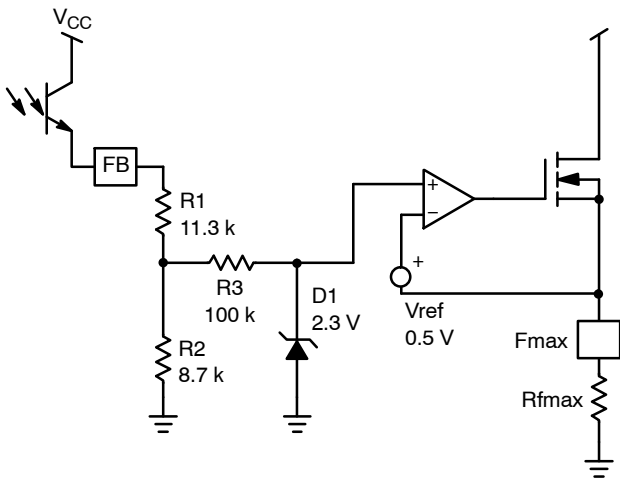 VCC
FB
R1
11.3 k
R3
100 k
D1
2.3 V
R2
8.7 k
+
−
+
Vref
0.5 V
Fmax
Rfmax